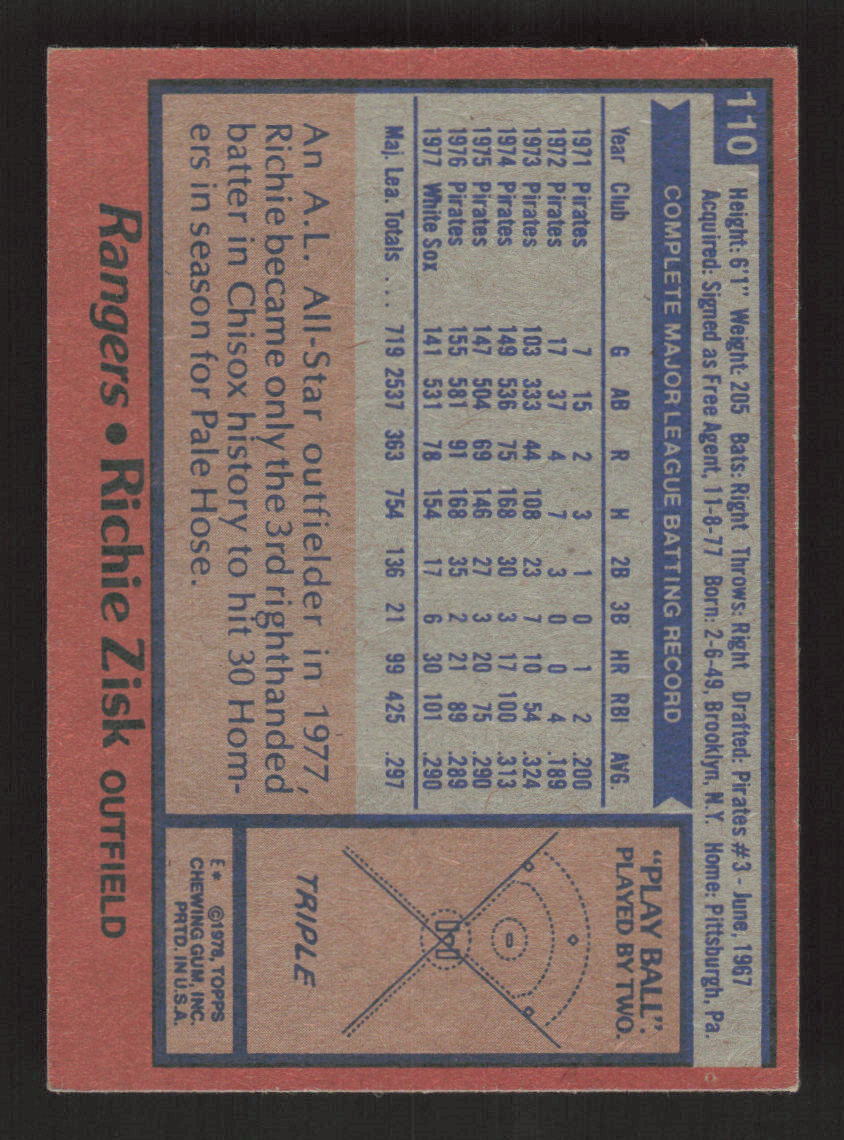 110
Height: 6'1" Weight: 205 Bats: Right Throws: Right Drafted: Pirates #3 - June, 1967
Acquired: Signed as Free Agent, 11-8-77 Born: 2-6-49, Brooklyn, N.Y. Home: Pittsburgh, Pa.
COMPLETE MAJOR LEAGUE BATTING RECORD
Year Club G AB R H 2B 3B HR RBI AVG.
1971 Pirates 7 15 2 3 1 0 1 2 .200
1972 Pirates 17 37 4 7 3 0 0 4 .189
1973 Pirates 103 333 44 108 23 7 10 54 .324
1974 Pirates 149 536 75 168 30 3 17 100 .313
1975 Pirates 147 504 69 146 27 3 20 75 .290
1976 Pirates 155 581 91 168 35 2 21 89 .289
1977 White Sox 141 531 78 154 17 6 30 101 .290
Maj. Lea. Totals .... 719 2537 363 754 136 21 99 425 .297
An A.L. All-Star outfielder in 1977,
Richie became only the 3rd righthanded
batter in Chisox history to hit 30 Hom-
ers in season for Pale Hose.
"PLAY BALL".
PLAYED BY TWO.
TRIPLE
E* ©1978, TOPPS
CHEWING GUM, INC.
PRTD. IN U.S.A.
Rangers • Richie Zisk OUTFIELD